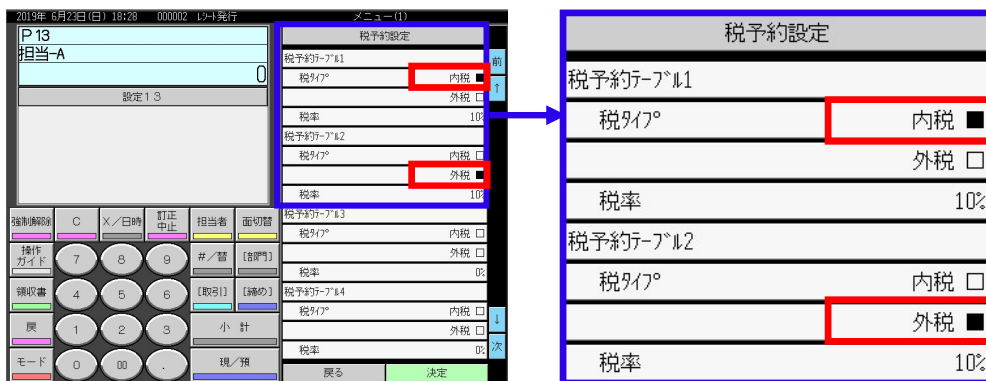 2019年 6月23日(日) 18:28 000002 レシート発行 メニュー(1)
P13
担当-A
0
設定13
強制解除 C X/日時 訂正中止 担当者 面切替
操作ガイド 7 8 9 #/替 [部門]
領収書 4 5 6 [取引] [締め]
戻 1 2 3 小 計
モード 0 00 . 現/預
税予約設定
税予約テーブル1
税タイプ 内税 ■
外税 □
税率 10%
税予約テーブル2
税タイプ 内税 □
外税 ■
税率 10%
税予約テーブル3
税タイプ 内税 □
外税 □
税率 0%
税予約テーブル4
税タイプ 内税 □
外税 □
税率 0%
戻る 決定
前
↑
↓
次
税予約設定
税予約テーブル1
税タイプ 内税 ■
外税 □
税率 10%
税予約テーブル2
税タイプ 内税 □
外税 ■
税率 10%